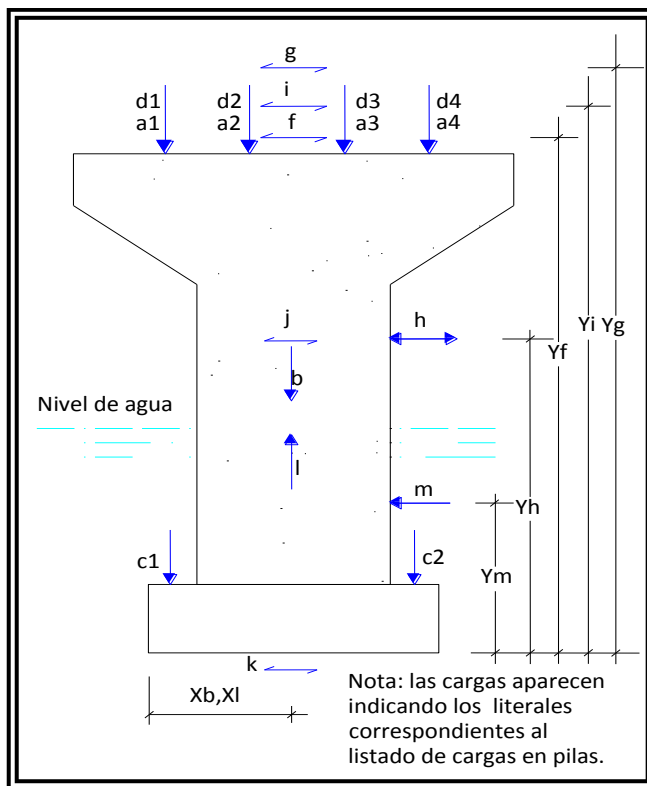 g
d1 d2 i d3 d4
a1 a2 f a3 a4
Yi Yg
Yf
j h
b
Nivel de agua
l
m
Yh
c1 c2
Ym
k
Xb,Xl
Nota: las cargas aparecen
indicando los literales
correspondientes al
listado de cargas en pilas.